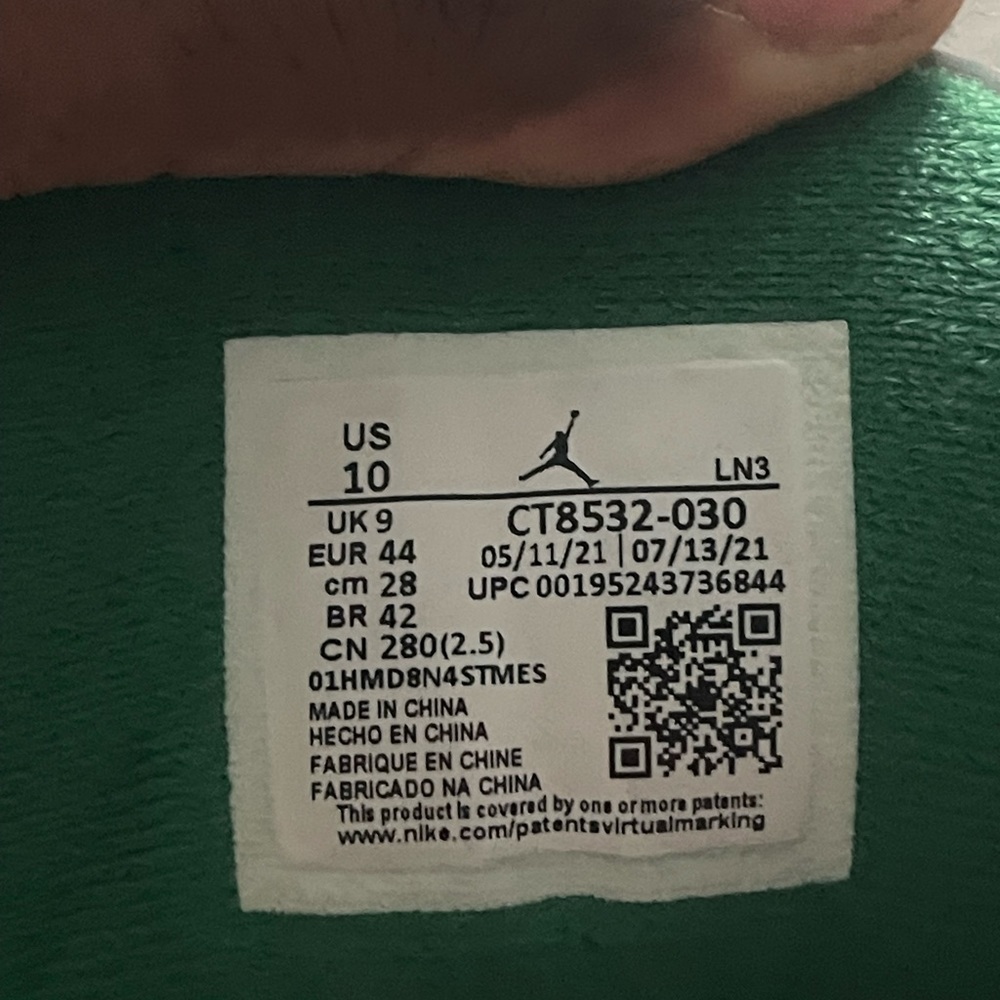 US
10
LN3
UK 9
CT8532-030
EUR 44
05/11/21 | 07/13/21
cm 28
UPC 00195243736844
BR 42
CN 280(2.5)
01HMD8N4STMES
MADE IN CHINA
HECHO EN CHINA
FABRIQUE EN CHINE
FABRICADO NA CHINA
This product is covered by one or more patents:
www.nike.com/patentsvirtualmarking